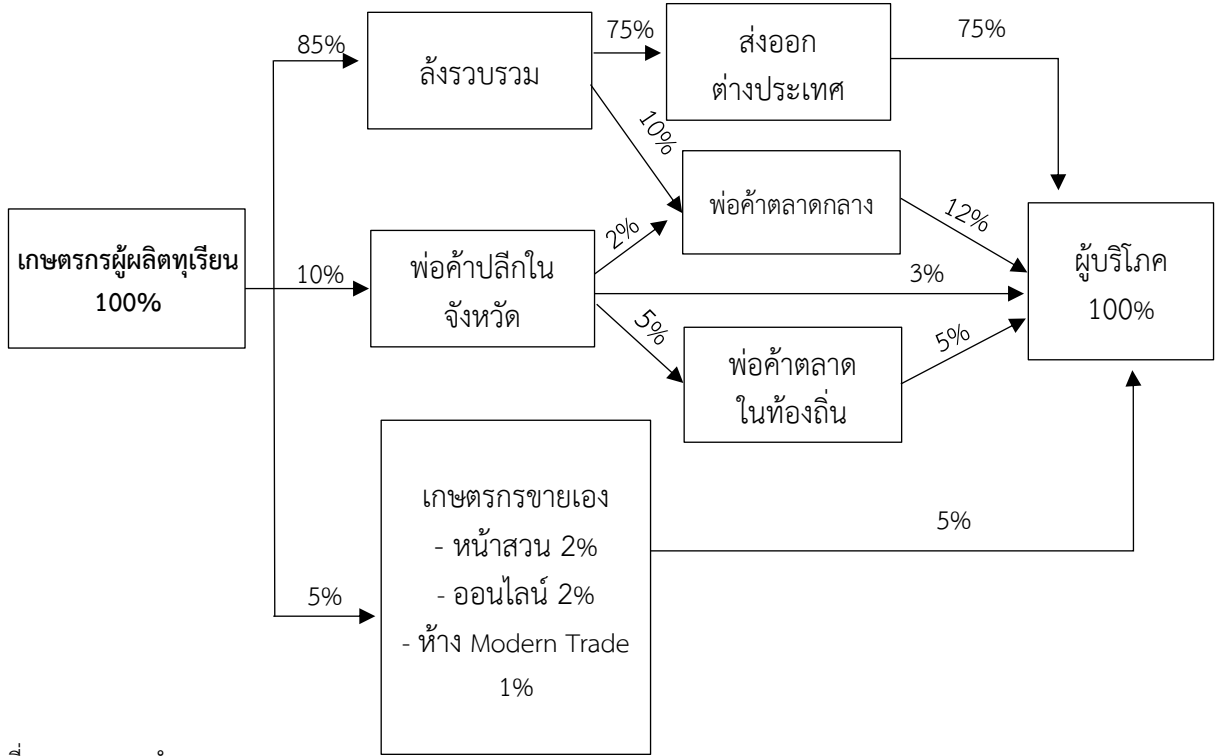 เกษตรกรผู้ผลิตทุเรียน
100%
85%
ล้งรวบรวม
75%
ส่งออก
ต่างประเทศ
75%
10%
พ่อค้าตลาดกลาง
12%
10%
พ่อค้าปลีกใน
จังหวัด
2%
3%
5%
พ่อค้าตลาด
ในท้องถิ่น
5%
ผู้บริโภค
100%
5%
เกษตรกรขายเอง
- หน้าสวน 2%
- ออนไลน์ 2%
- ห้าง Modern Trade
1%
5%